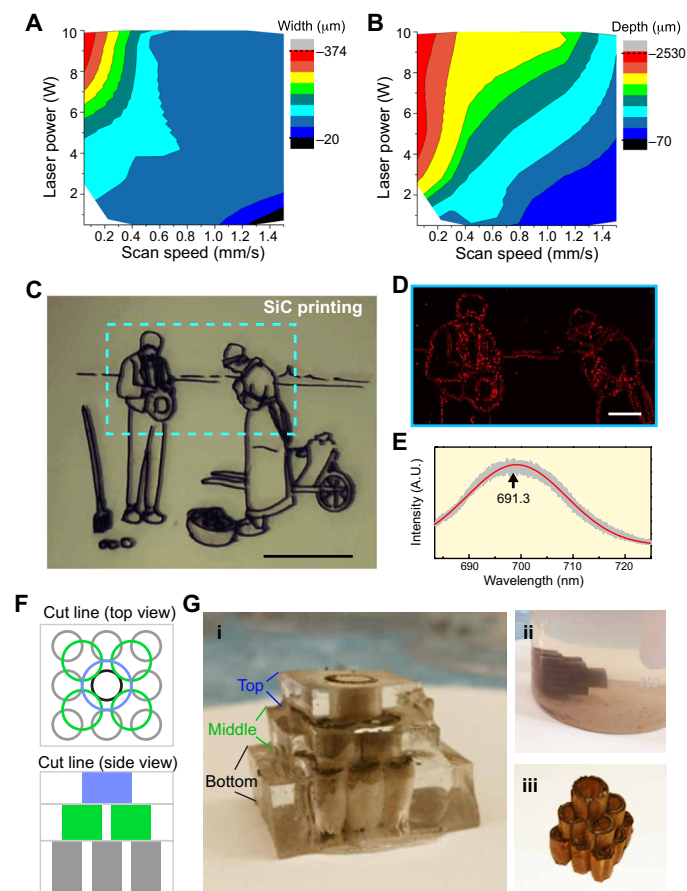 A
Width (µm)
10
8
6
4
2
Laser power (W)
374
20
0.2 0.4 0.6 0.8 1.0 1.2 1.4
Scan speed (mm/s)
B
Depth (µm)
10
8
6
4
2
Laser power (W)
2530
70
0.2 0.4 0.6 0.8 1.0 1.2 1.4
Scan speed (mm/s)
C
SiC printing
D
E
Intensity (A.U.)
691.3
690 700 710 720
Wavelength (nm)
F
Cut line (top view)
Cut line (side view)
G
i
Top
Middle
Bottom
ii
iii